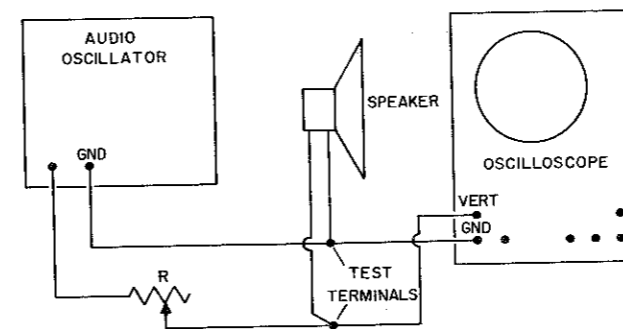 AUDIO
OSCILLATOR
GND
SPEAKER
OSCILLOSCOPE
VERT
GND
R
TEST
TERMINALS